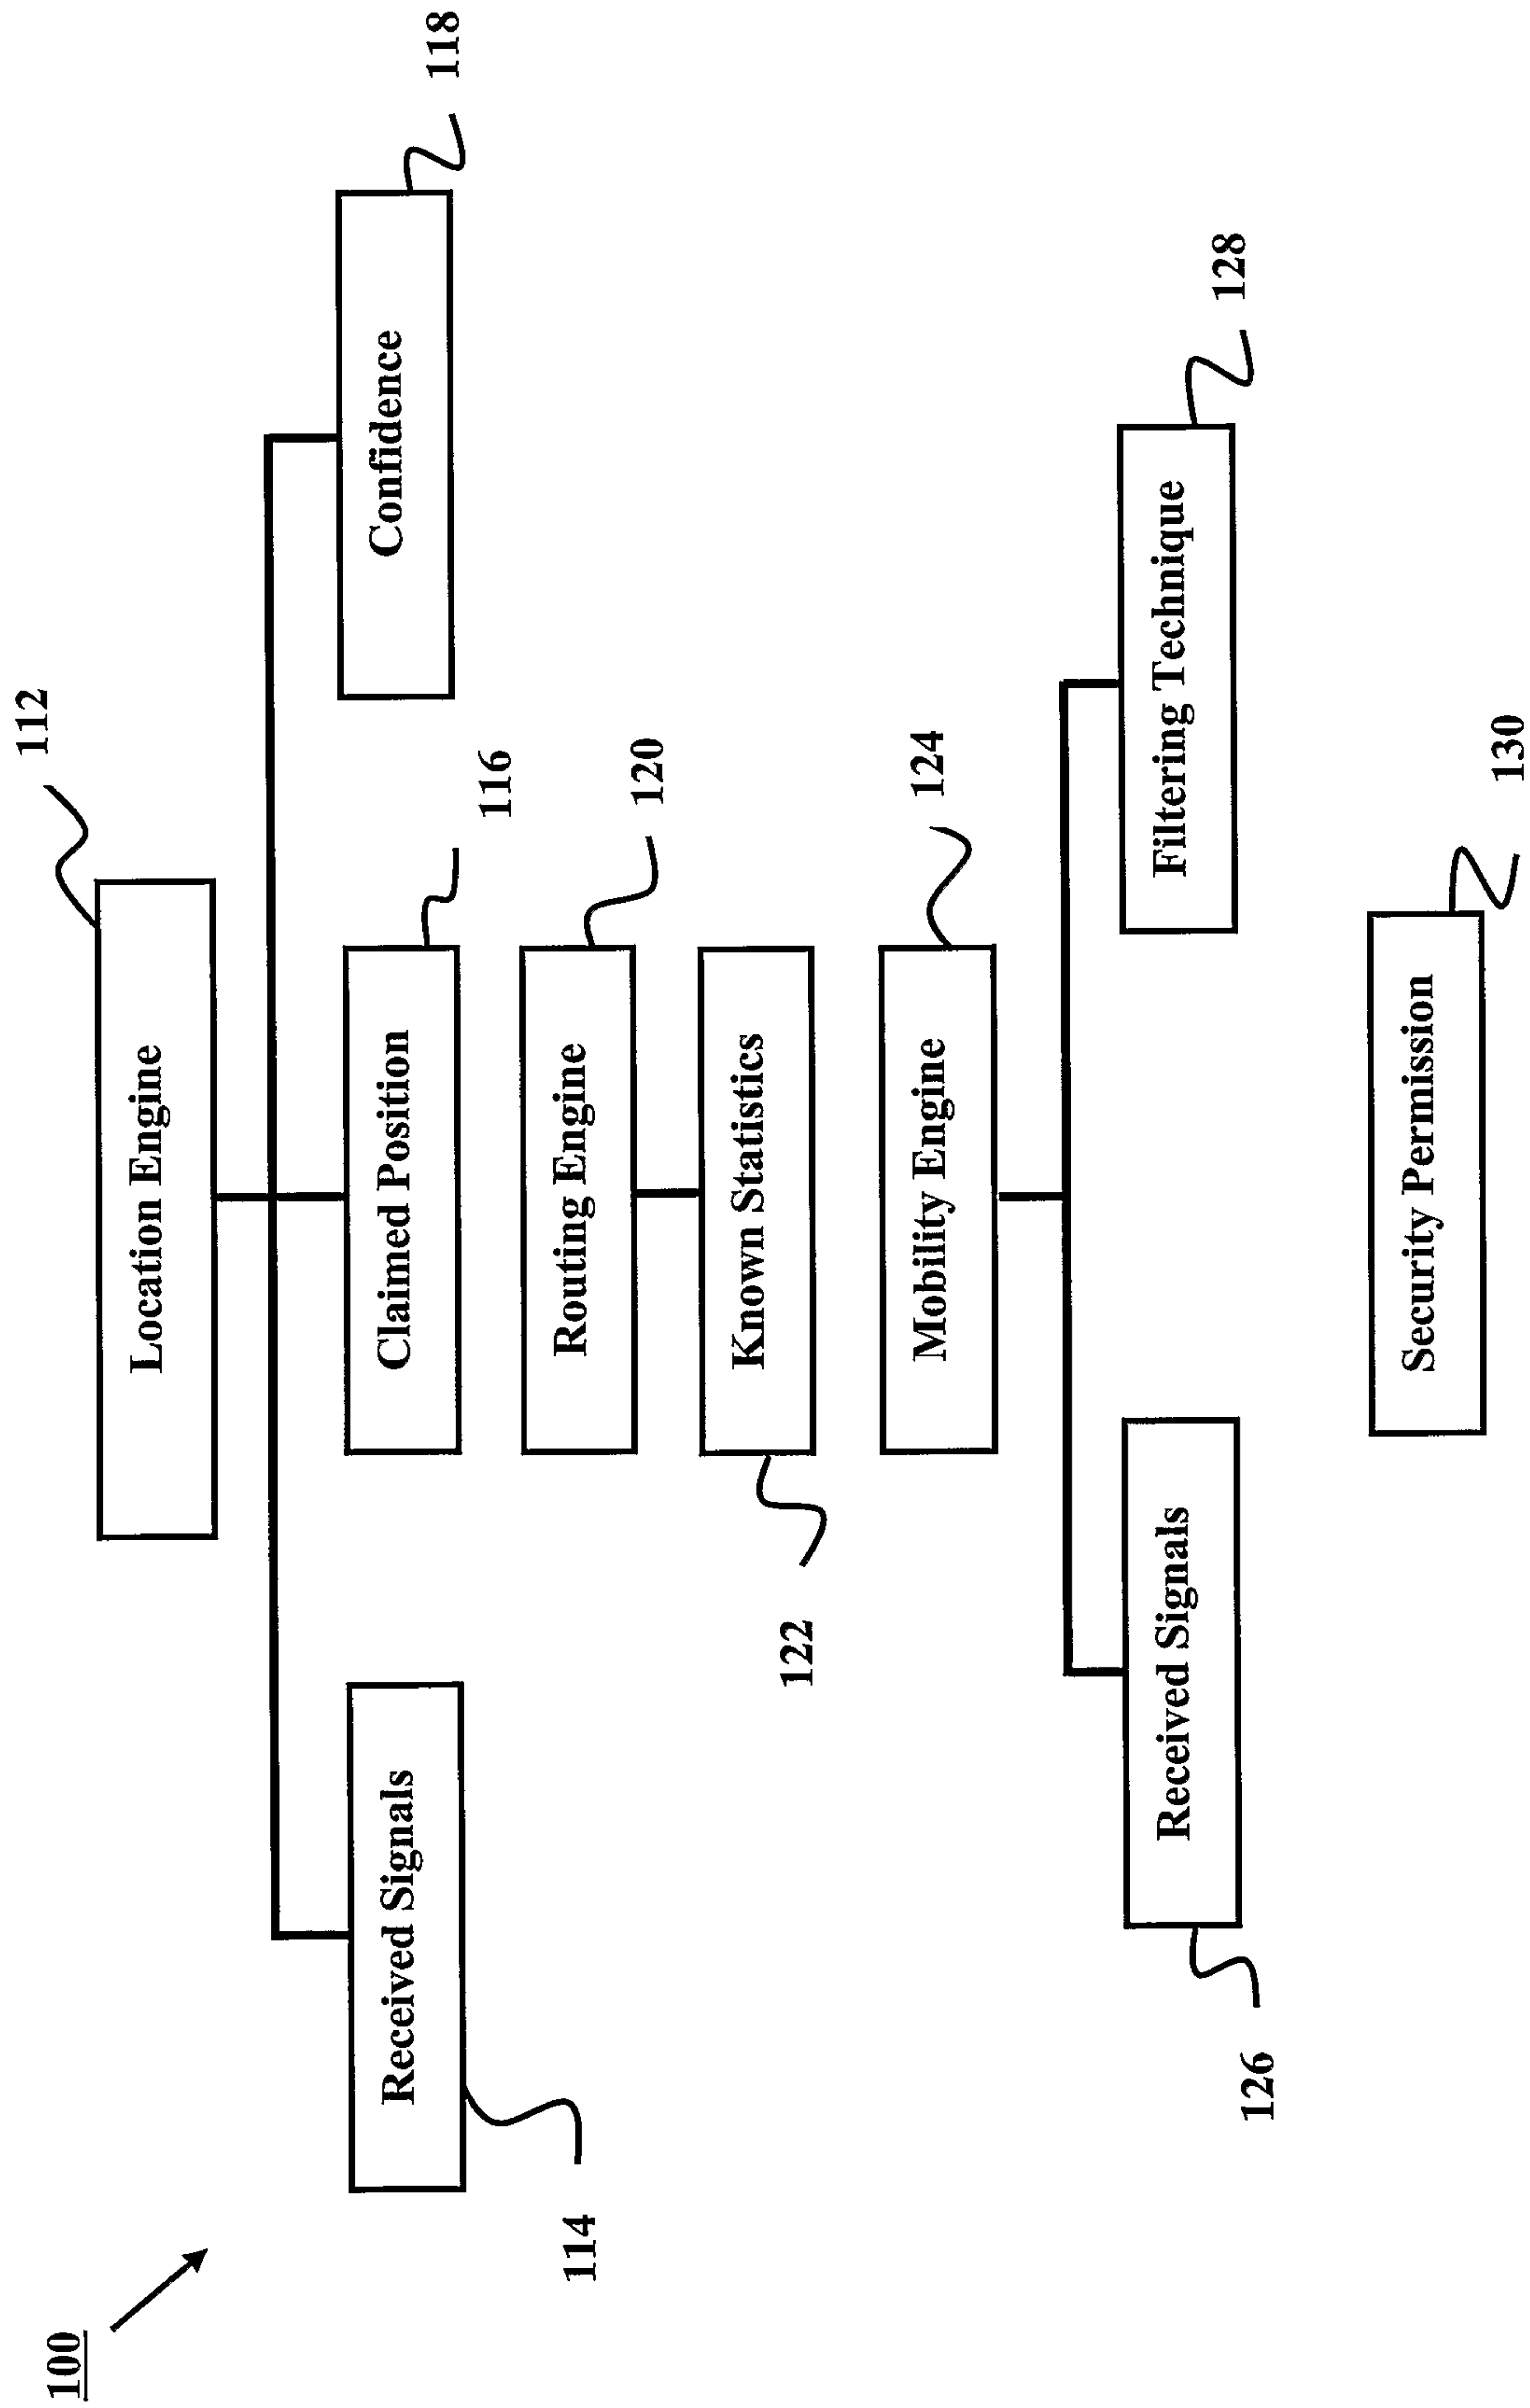 100
112
Location Engine
Received Signals
114
Claimed Position
116
Confidence
118
Routing Engine
120
Known Statistics
122
Mobility Engine
124
Received Signals
126
Filtering Technique
128
Security Permission
130